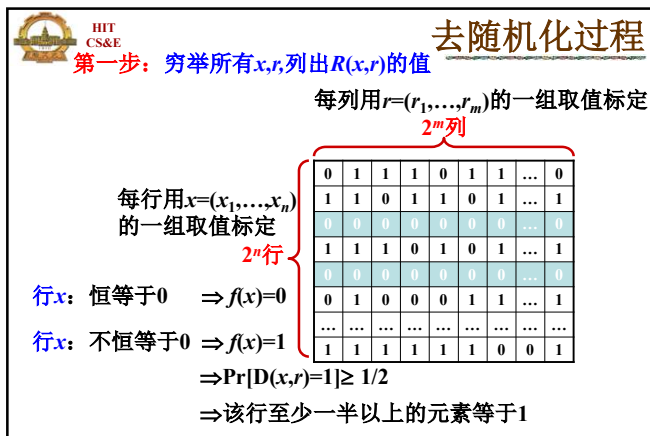 HIT
CS&E
去随机化过程
第一步：穷举所有x,r,列出R(x,r)的值
每列用r=(r₁,…,rₘ)的一组取值标定
2ᵐ列
每行用x=(x₁,…,xₙ)
的一组取值标定
2ⁿ行
0 1 1 1 0 1 1 … 0
1 1 0 1 1 0 1 … 1
0 0 0 0 0 0 0 … 0
1 1 1 0 1 0 1 … 1
0 0 0 0 0 0 0 … 0
0 1 0 0 0 1 1 … 1
… … … … … … … … …
1 1 1 1 1 1 0 0 1
行x：恒等于0 ⇒f(x)=0
行x：不恒等于0 ⇒f(x)=1
⇒Pr[D(x,r)=1]≥ 1/2
⇒该行至少一半以上的元素等于1